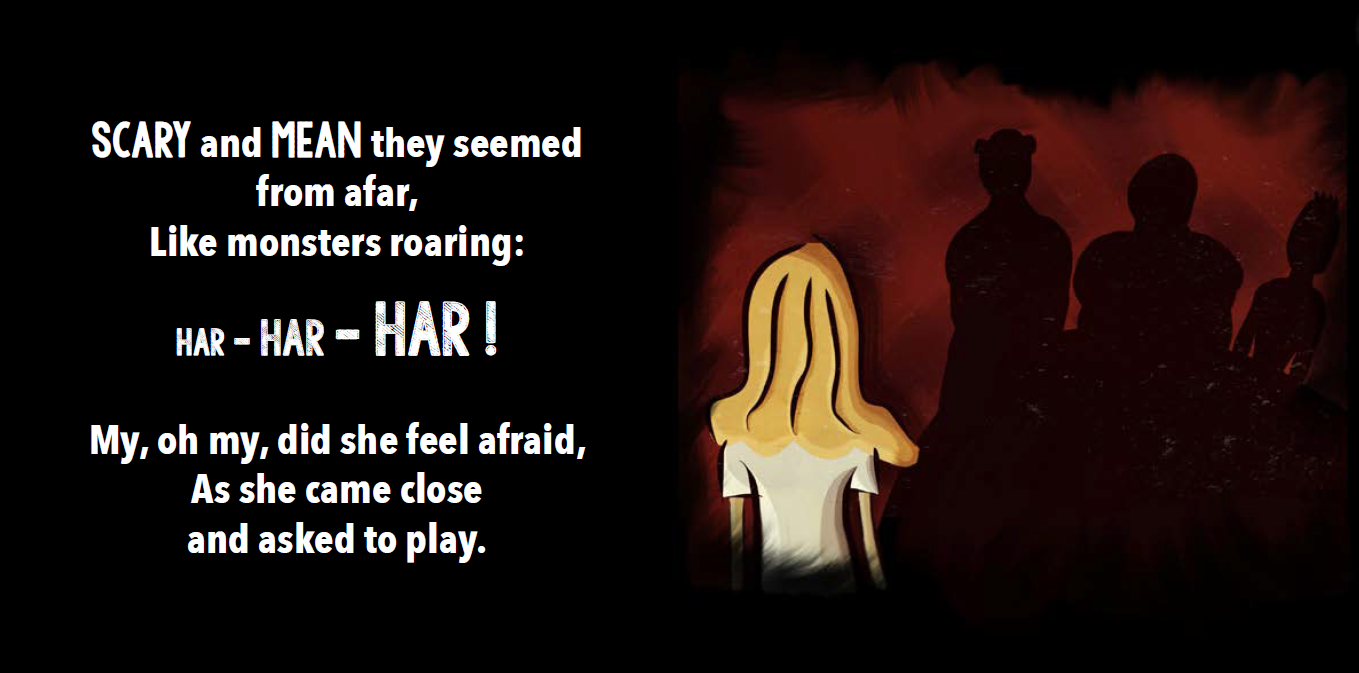 SCARY and MEAN they seemed
from afar,
Like monsters roaring:
HAR - HAR - HAR !
My, oh my, did she feel afraid,
As she came close
and asked to play.